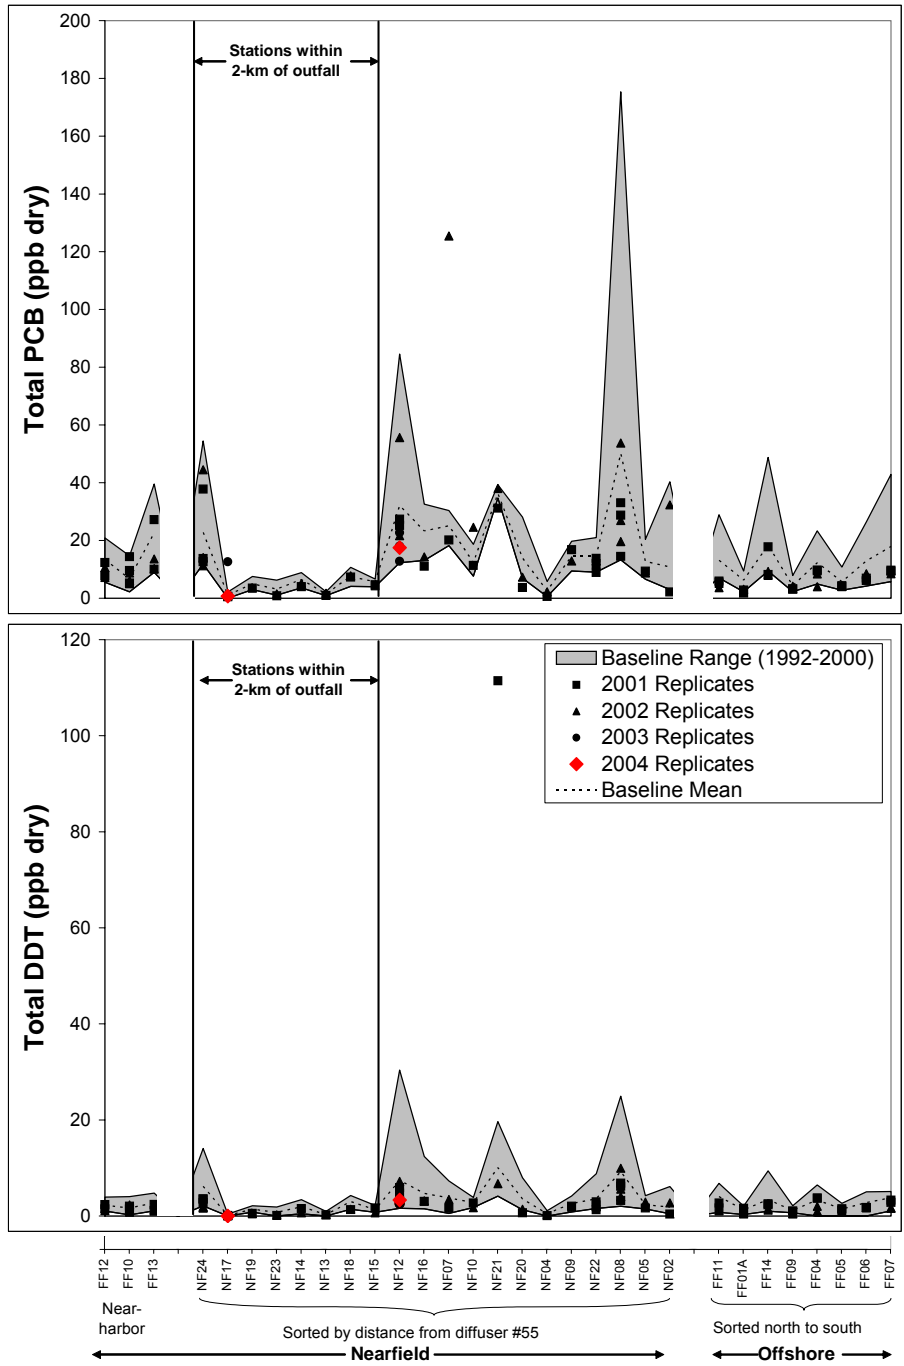 Total PCB (ppb dry)
200
180
160
140
120
100
80
60
40
20
0
Stations within
2-km of outfall
Total DDT (ppb dry)
120
100
80
60
40
20
0
Stations within
2-km of outfall
Baseline Range (1992-2000)
2001 Replicates
2002 Replicates
2003 Replicates
2004 Replicates
Baseline Mean
FF12
FF10
FF13
NF24
NF17
NF19
NF23
NF14
NF13
NF18
NF15
NF12
NF16
NF07
NF10
NF21
NF20
NF04
NF09
NF22
NF08
NF05
NF02
FF11
FF01A
FF14
FF09
FF04
FF05
FF06
FF07
Near-
harbor
Sorted by distance from diffuser #55
Sorted north to south
Nearfield
Offshore